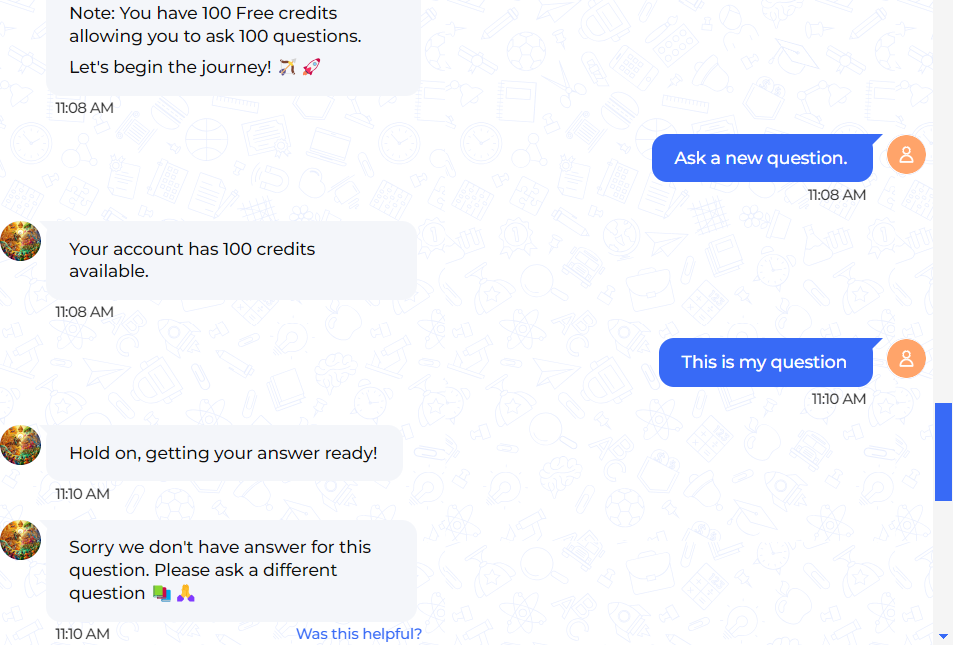 Note: You have 100 Free credits
allowing you to ask 100 questions.
Let's begin the journey! 🏹 🚀
11:08 AM
Ask a new question.
11:08 AM
Your account has 100 credits
available.
11:08 AM
This is my question
11:10 AM
Hold on, getting your answer ready!
11:10 AM
Sorry we don't have answer for this
question. Please ask a different
question 📚 🙏
11:10 AM
Was this helpful?